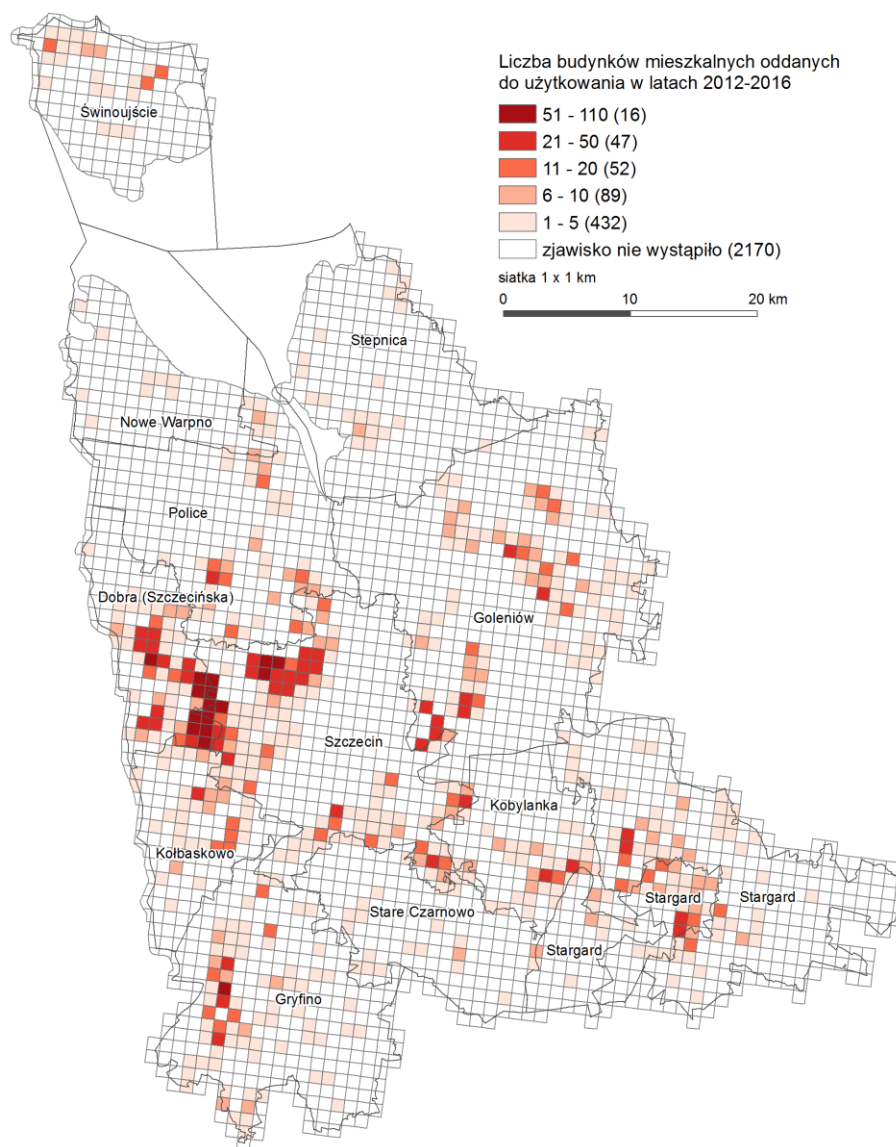 Liczba budynków mieszkalnych oddanych
do użytkowania w latach 2012-2016
51 - 110 (16)
21 - 50 (47)
11 - 20 (52)
6 - 10 (89)
1 - 5 (432)
zjawisko nie wystąpiło (2170)
siatka 1 x 1 km
0 10 20 km
Świnoujście
Stepnica
Nowe Warpno
Police
Dobra (Szczecińska)
Goleniów
Szczecin
Kobylanka
Kołbaskowo
Stargard
Stargard
Stare Czarnowo
Stargard
Gryfino